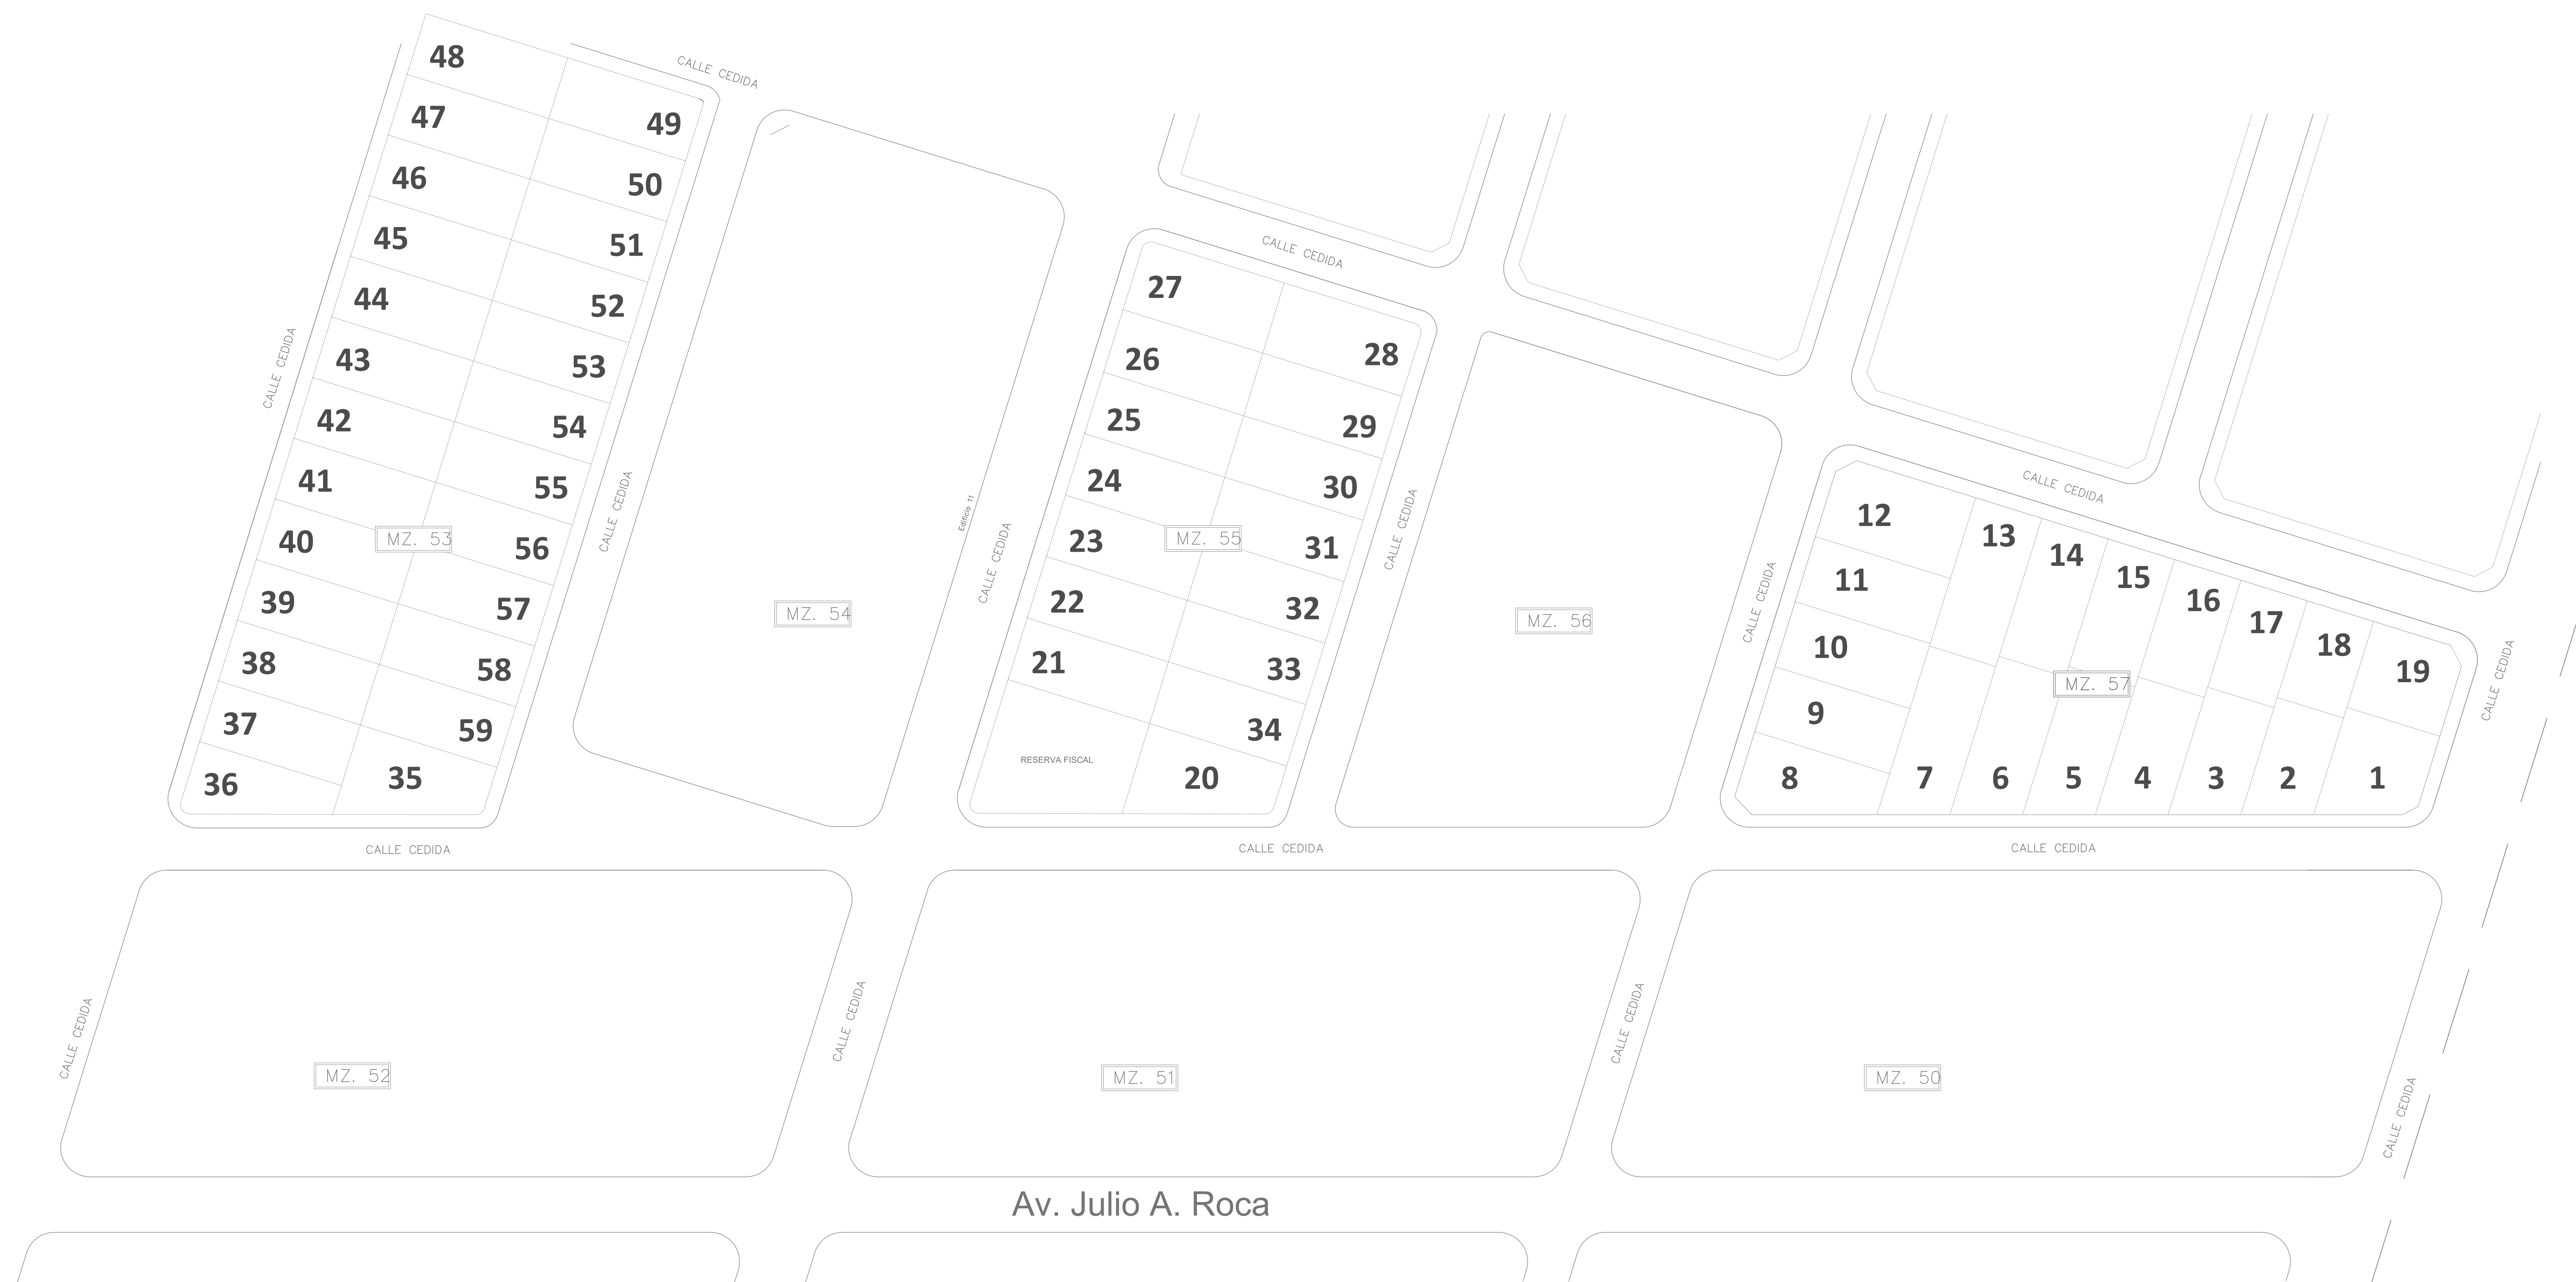 48
47
46
45
44
43
42
41
40
39
38
37
36
49
50
51
52
53
54
55
56
57
58
59
35
MZ. 53
CALLE CEDIDA
CALLE CEDIDA
CALLE CEDIDA
CALLE CEDIDA
MZ. 54
Edificio 11
CALLE CEDIDA
CALLE CEDIDA
27
26
25
24
23
22
21
RESERVA FISCAL
28
29
30
31
32
33
34
20
MZ. 55
CALLE CEDIDA
CALLE CEDIDA
MZ. 56
CALLE CEDIDA
CALLE CEDIDA
12
11
10
9
8
13
14
15
16
17
18
19
MZ. 57
7
6
5
4
3
2
1
CALLE CEDIDA
CALLE CEDIDA
CALLE CEDIDA
MZ. 52
CALLE CEDIDA
MZ. 51
CALLE CEDIDA
MZ. 50
CALLE CEDIDA
Av. Julio A. Roca